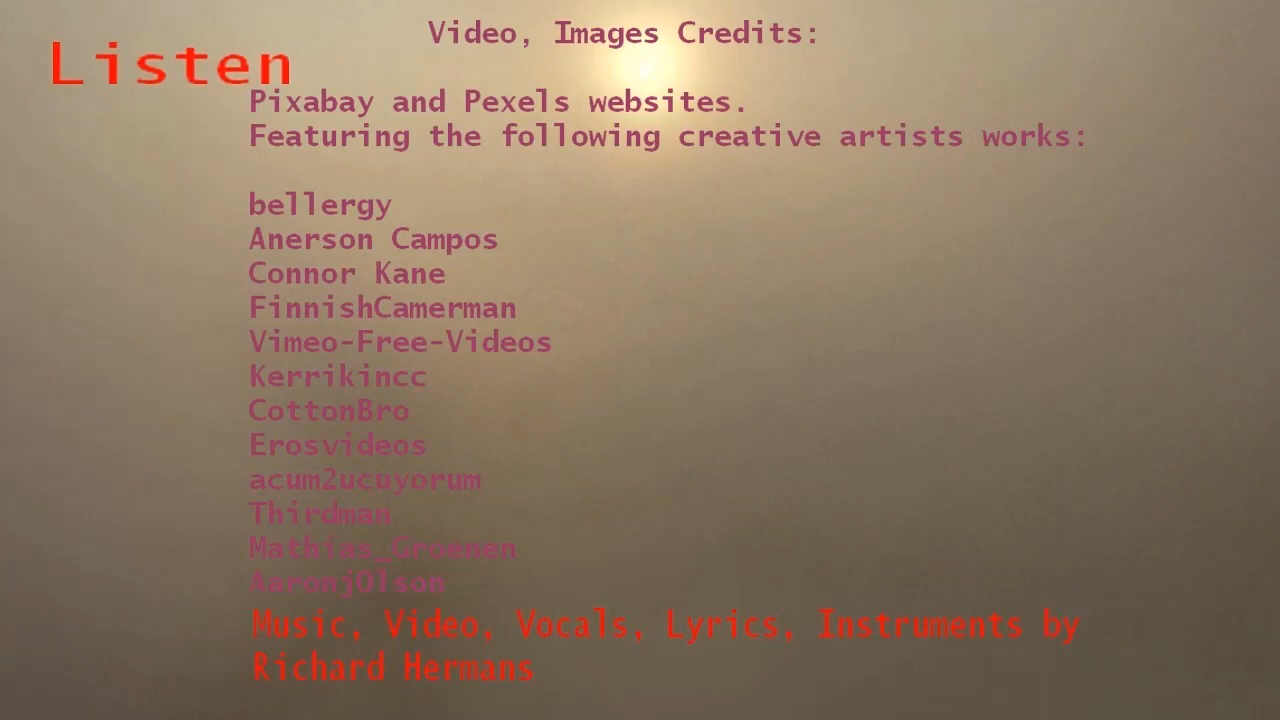 Video, Images Credits:
Listen
Pixabay and Pexels websites.
Featuring the following creative artists works:
bellergy
Anerson Campos
Connor Kane
FinnishCamerman
Vimeo-Free-Videos
Kerrikincc
CottonBro
Erosvideos
acum2ucuyorum
Thirdman
Mathias_Groenen
AaronjOlson
Music, Video, Vocals, Lyrics, Instruments by
Richard Hermans